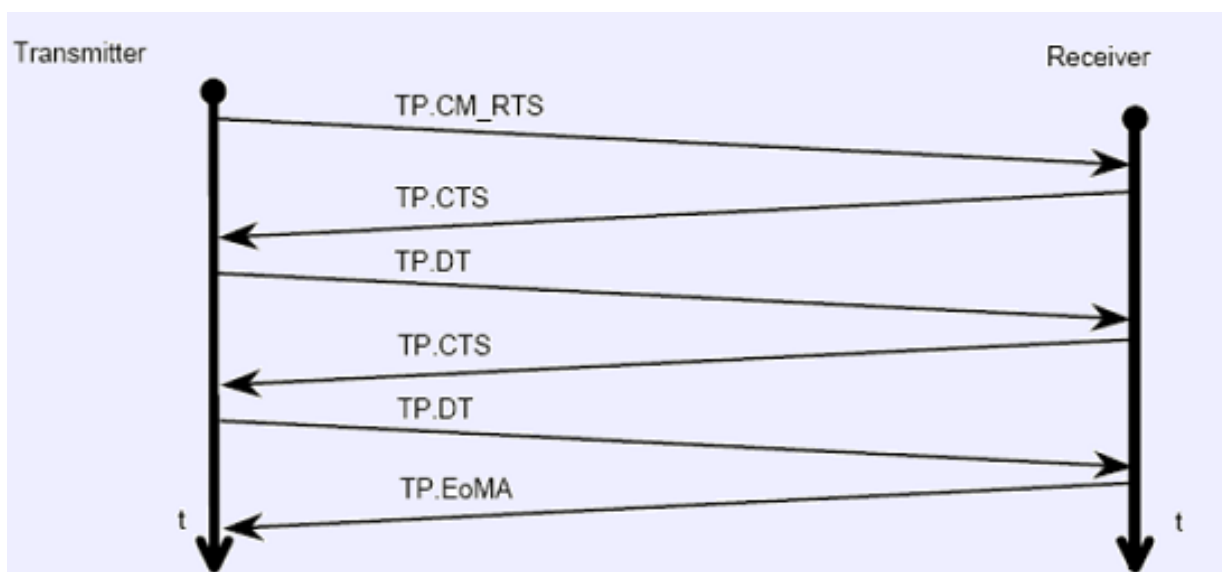 Transmitter
Receiver
TP.CM_RTS
TP.CTS
TP.DT
TP.CTS
TP.DT
TP.EoMA
t
t